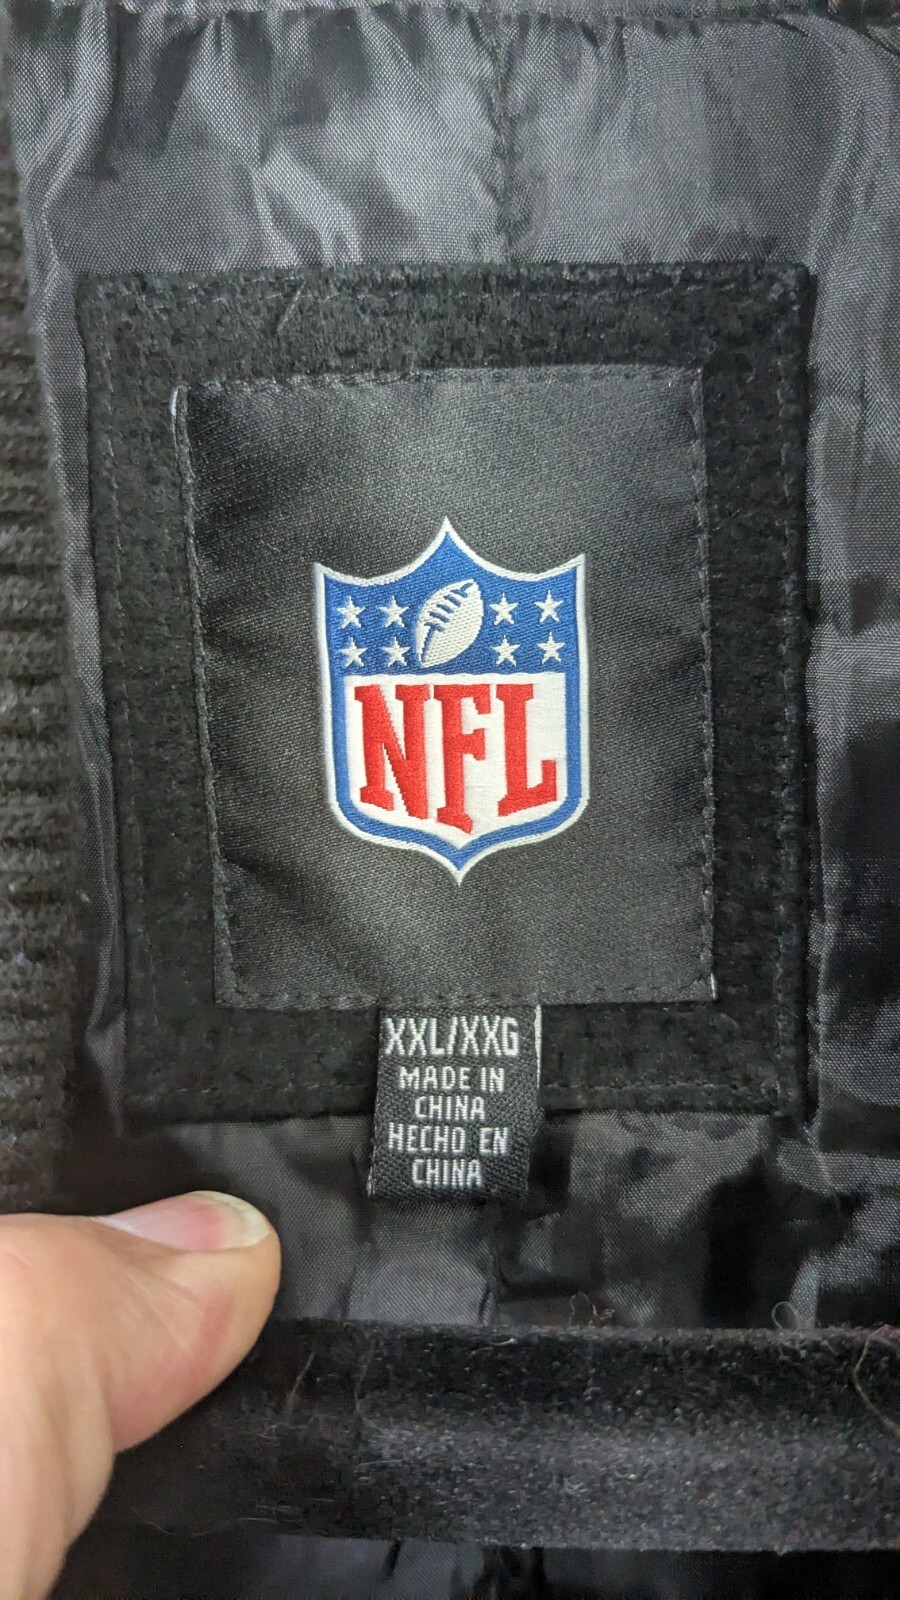 NFL
XXL/XXG
MADE IN
CHINA
HECHO EN
CHINA